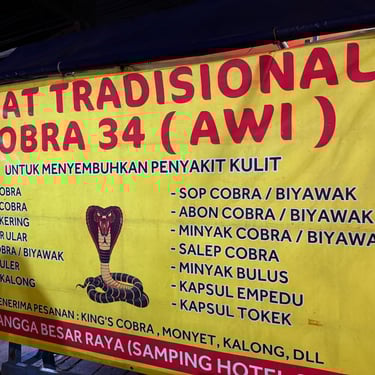 AT TRADISIONAL
OBRA 34 ( AWI )
UNTUK MENYEMBUHKAN PENYAKIT KULIT
OBRA
COBRA
KERING
R ULAR
OBRA / BIYAWAK
ULER
KALONG
- SOP COBRA / BIYAWAK
- ABON COBRA / BIYAWAK
- MINYAK COBRA / BIYAWA
- SALEP COBRA
- MINYAK BULUS
- KAPSUL EMPEDU
- KAPSUL TOKEK
ENERIMA PESANAN : KING'S COBRA , MONYET, KALONG, DLL
ANGGA BESAR RAYA (SAMPING HOTEL